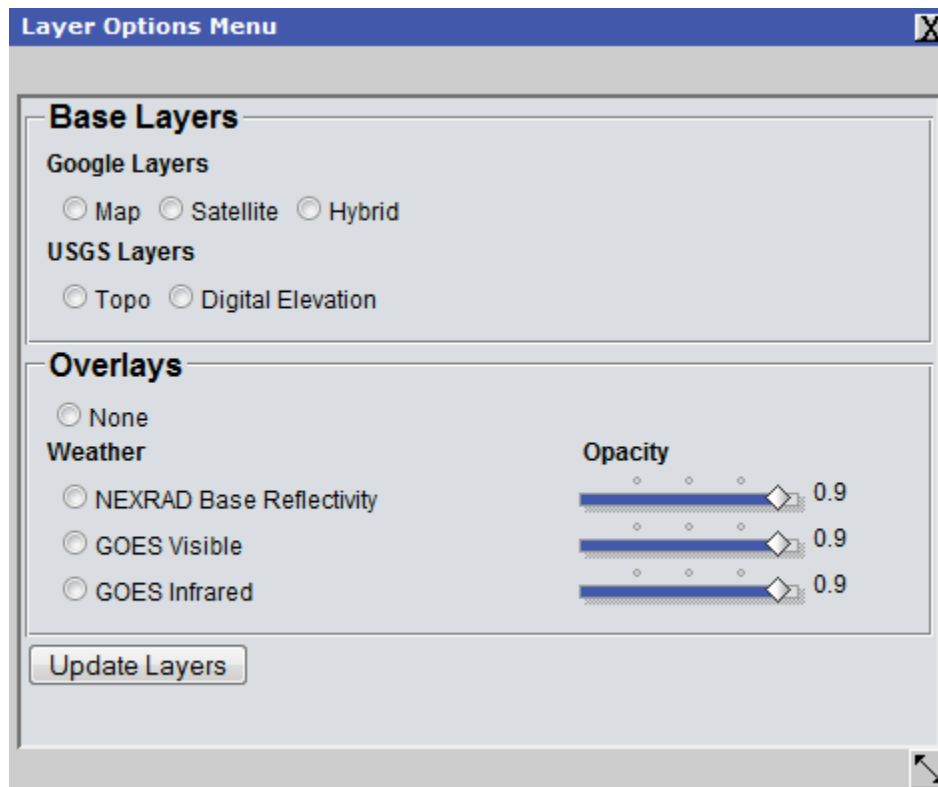 Layer Options Menu X
Base Layers
Google Layers
Map Satellite Hybrid
USGS Layers
Topo Digital Elevation
Overlays
None
Weather Opacity
NEXRAD Base Reflectivity 0.9
GOES Visible 0.9
GOES Infrared 0.9
Update Layers